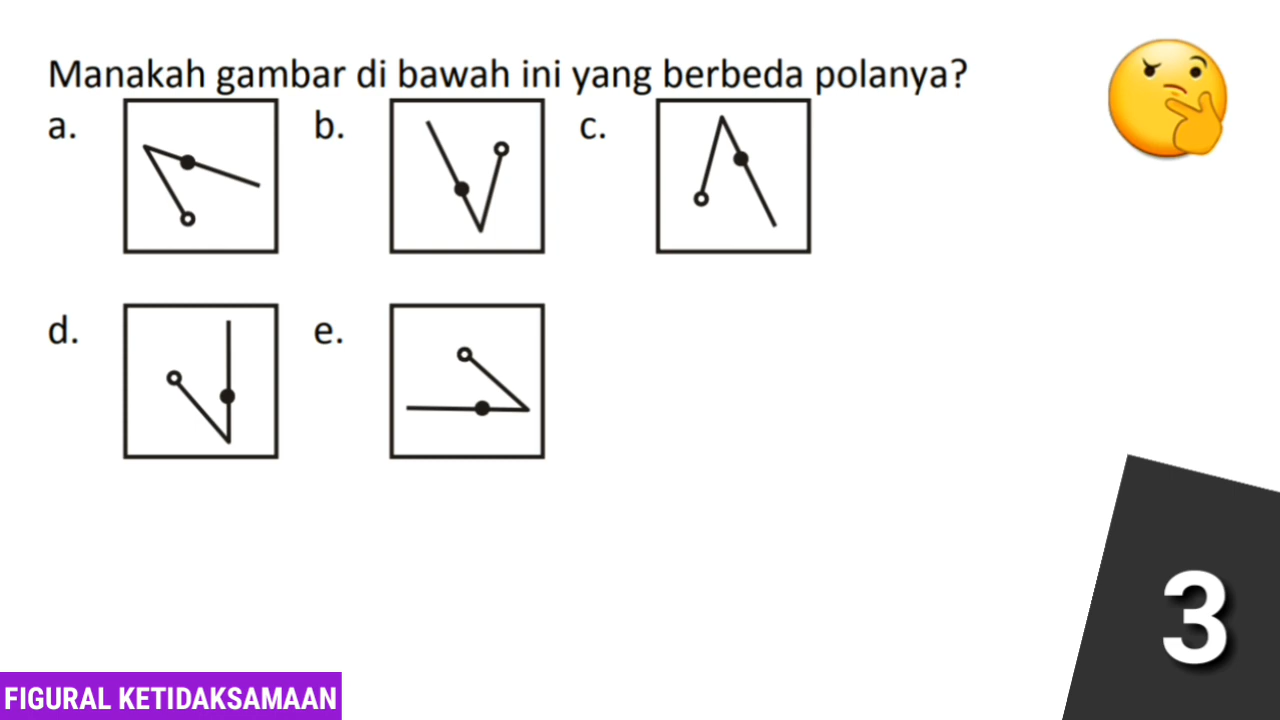 Manakah gambar di bawah ini yang berbeda polanya?
a. b. c.
d. e.
3
FIGURAL KETIDAKSAMAAN